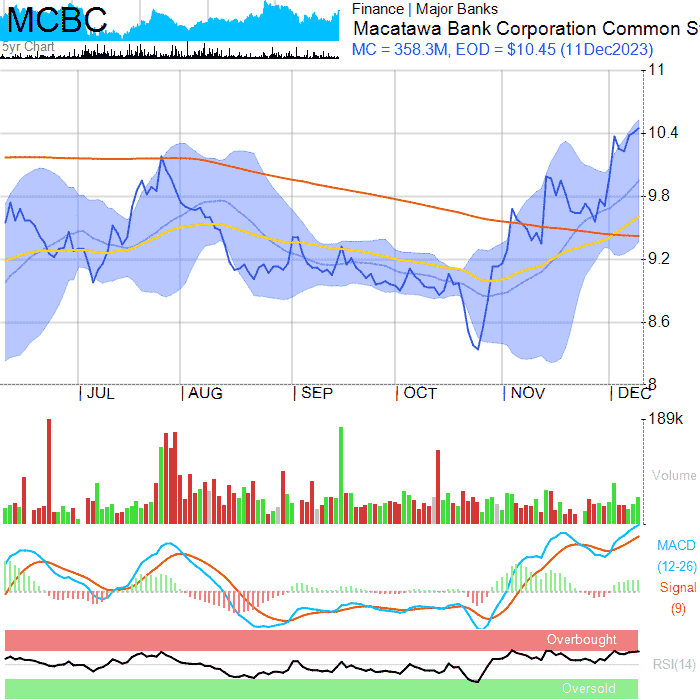 MCBC
5yr Chart
Finance | Major Banks
Macatawa Bank Corporation Common S
MC = 358.3M, EOD = $10.45 (11Dec2023)
11
10.4
9.8
9.2
8.6
8
JUL
AUG
SEP
OCT
NOV
DEC
189k
Volume
MACD
(12-26)
Signal
(9)
Overbought
RSI(14)
Oversold